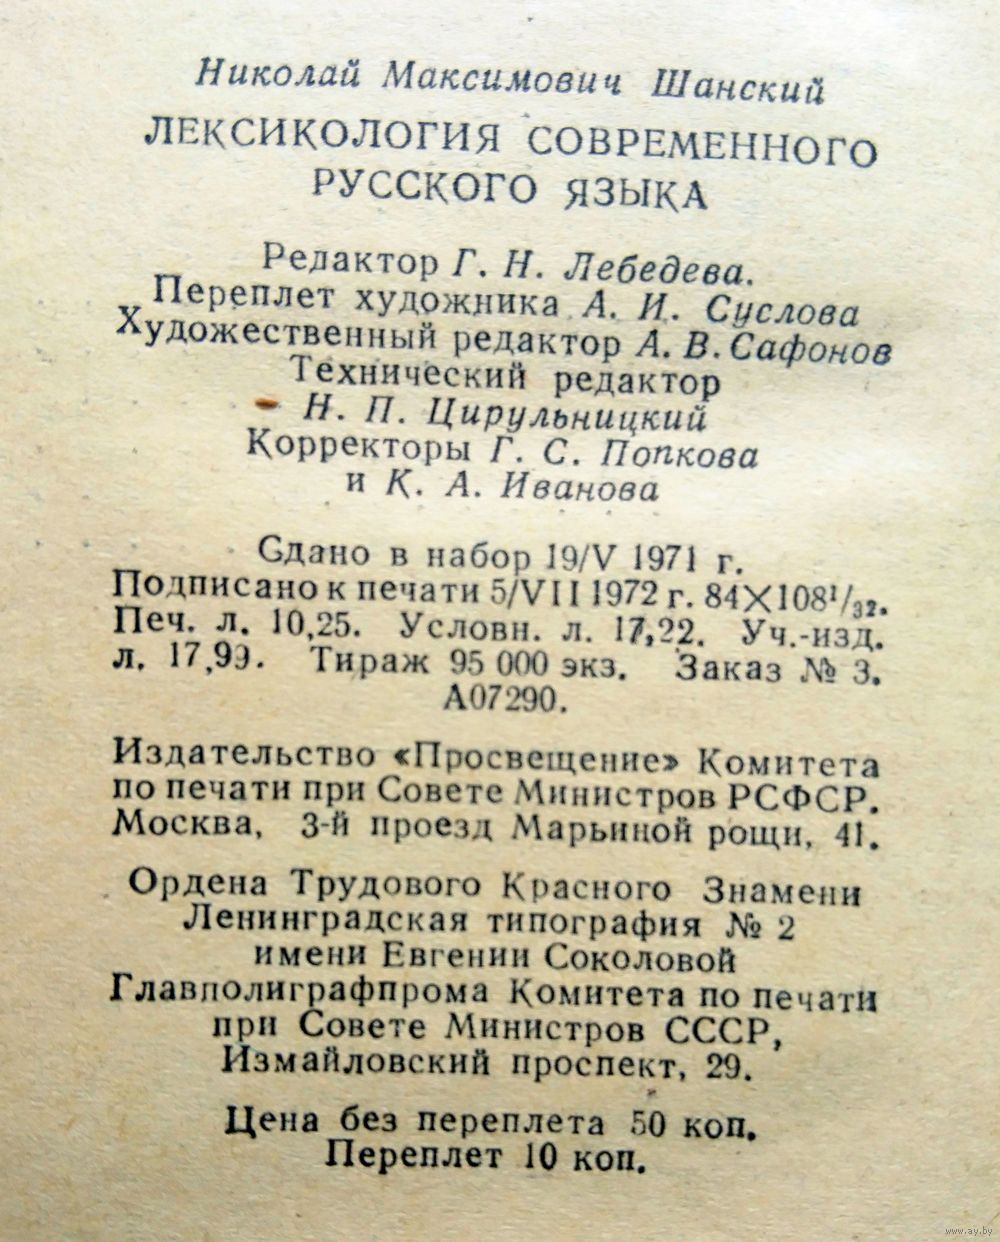 Николай Максимович Шанский
ЛЕКСИКОЛОГИЯ СОВРЕМЕННОГО
РУССКОГО ЯЗЫКА
Редактор Г. Н. Лебедева.
Переплет художника А. И. Суслова
Художественный редактор А. В. Сафонов
Технический редактор
Н. П. Цирульницкий
Корректоры Г. С. Попкова
и К. А. Иванова
Сдано в набор 19/V 1971 г.
Подписано к печати 5/VII 1972 г. 84×108¹/₃₂.
Печ. л. 10,25. Условн. л. 17,22. Уч.-изд.
л. 17,99. Тираж 95 000 экз. Заказ № 3.
А07290.
Издательство «Просвещение» Комитета
по печати при Совете Министров РСФСР.
Москва, 3-й проезд Марьиной рощи, 41.
Ордена Трудового Красного Знамени
Ленинградская типография № 2
имени Евгении Соколовой
Главполиграфпрома Комитета по печати
при Совете Министров СССР,
Измайловский проспект, 29.
Цена без переплета 50 коп.
Переплет 10 коп.
www.ay.by